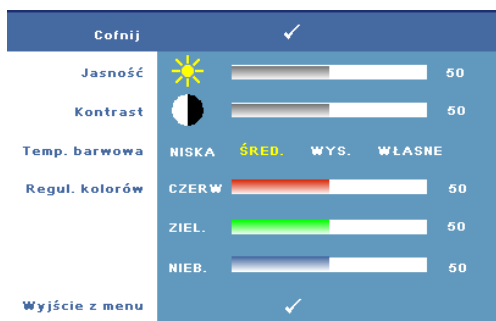 Cofnij
Jasność 50
Kontrast 50
Temp. barwowa NISKA ŚRED. WYS. WŁASNE
Reguł. kolorów CZERW 50
ZIEL. 50
NIEB. 50
Wyjście z menu